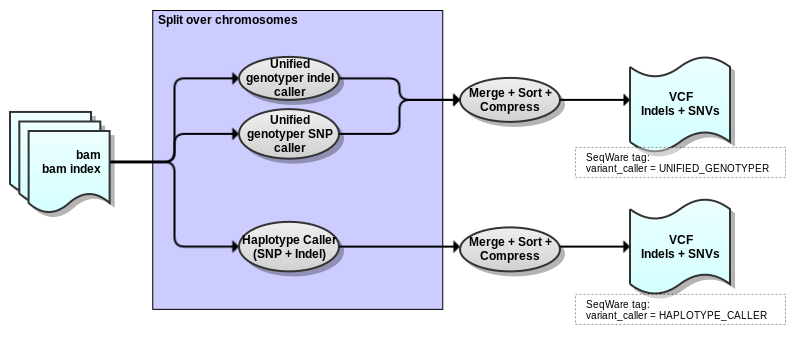 Split over chromosomes
Unified
genotyper indel
caller
Unified
genotyper SNP
caller
bam
bam index
Haplotype Caller
(SNP + Indel)
Merge + Sort +
Compress
VCF
Indels + SNVs
SeqWare tag:
variant_caller = UNIFIED_GENOTYPER
Merge + Sort +
Compress
VCF
Indels + SNVs
SeqWare tag:
variant_caller = HAPLOTYPE_CALLER